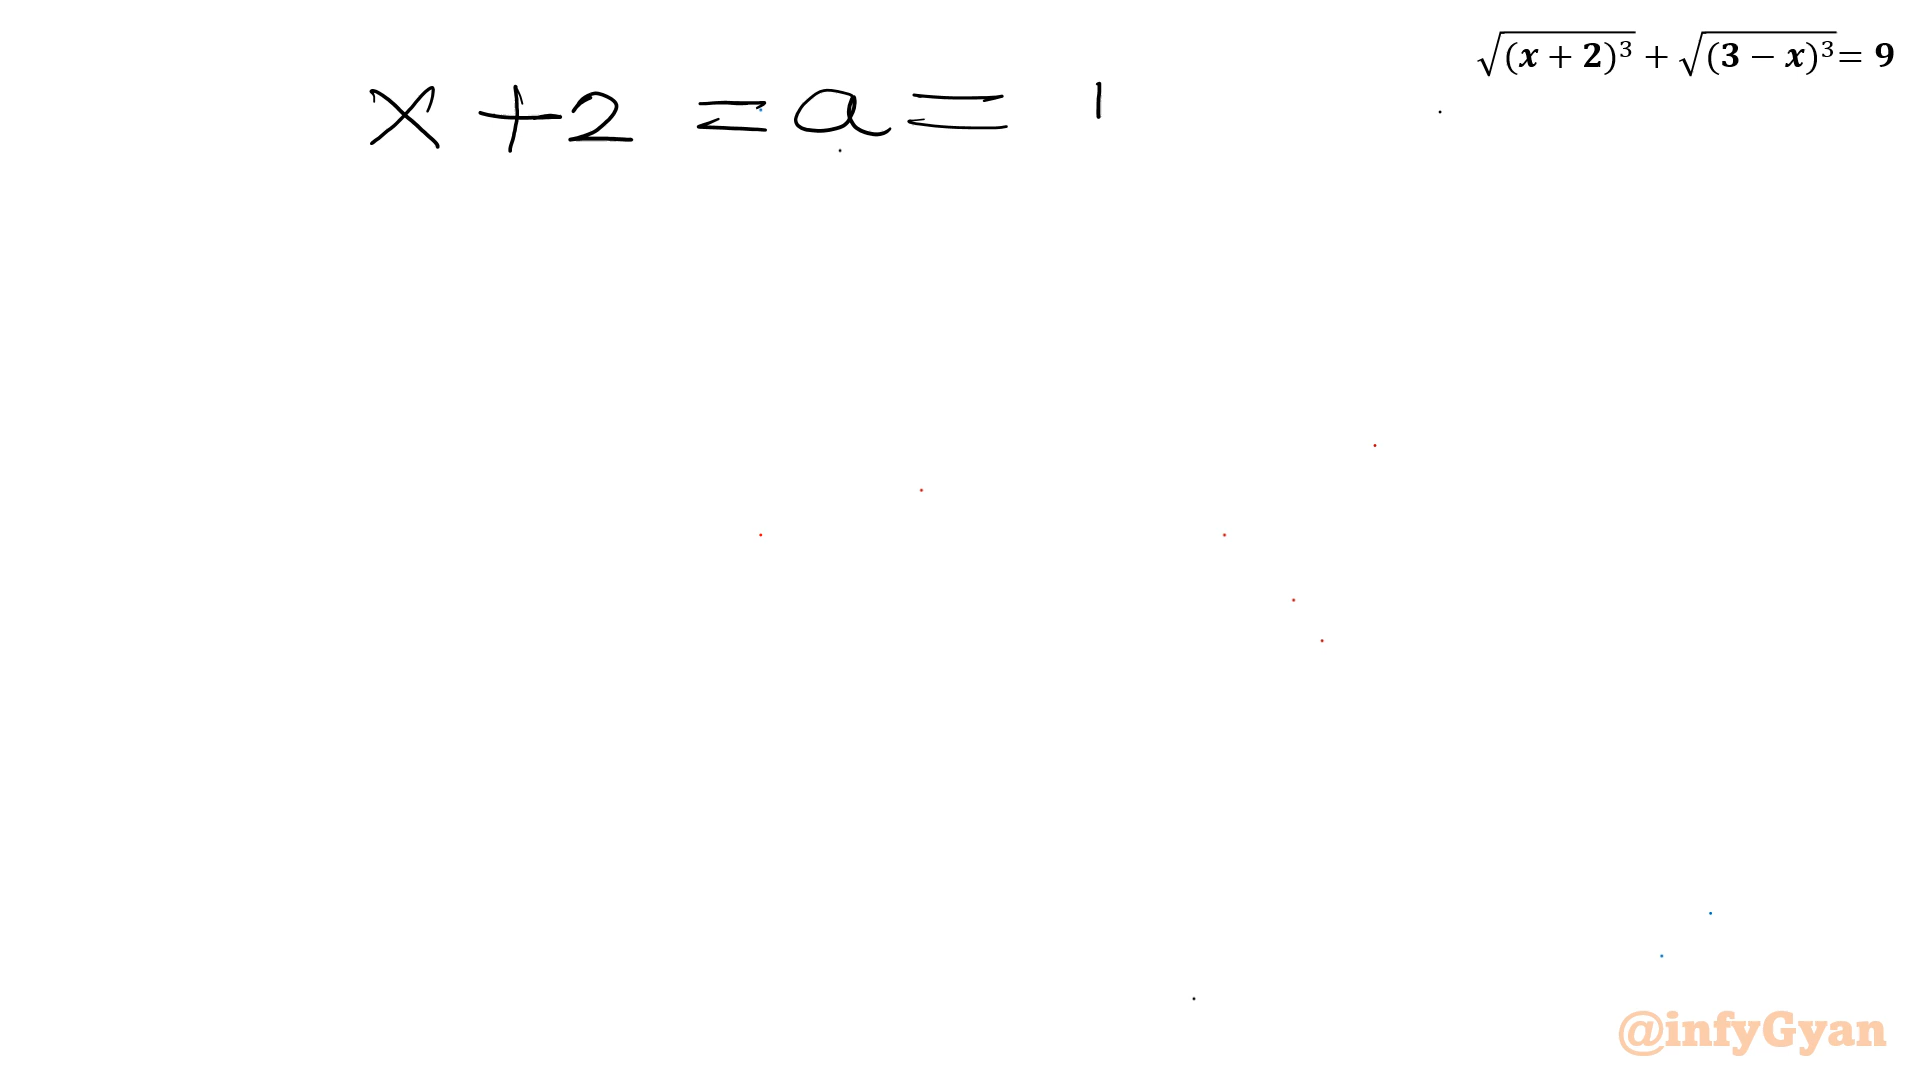 √(x + 2)³ + √(3 − x)³ = 9
x + 2 = a = 1
@infyGyan